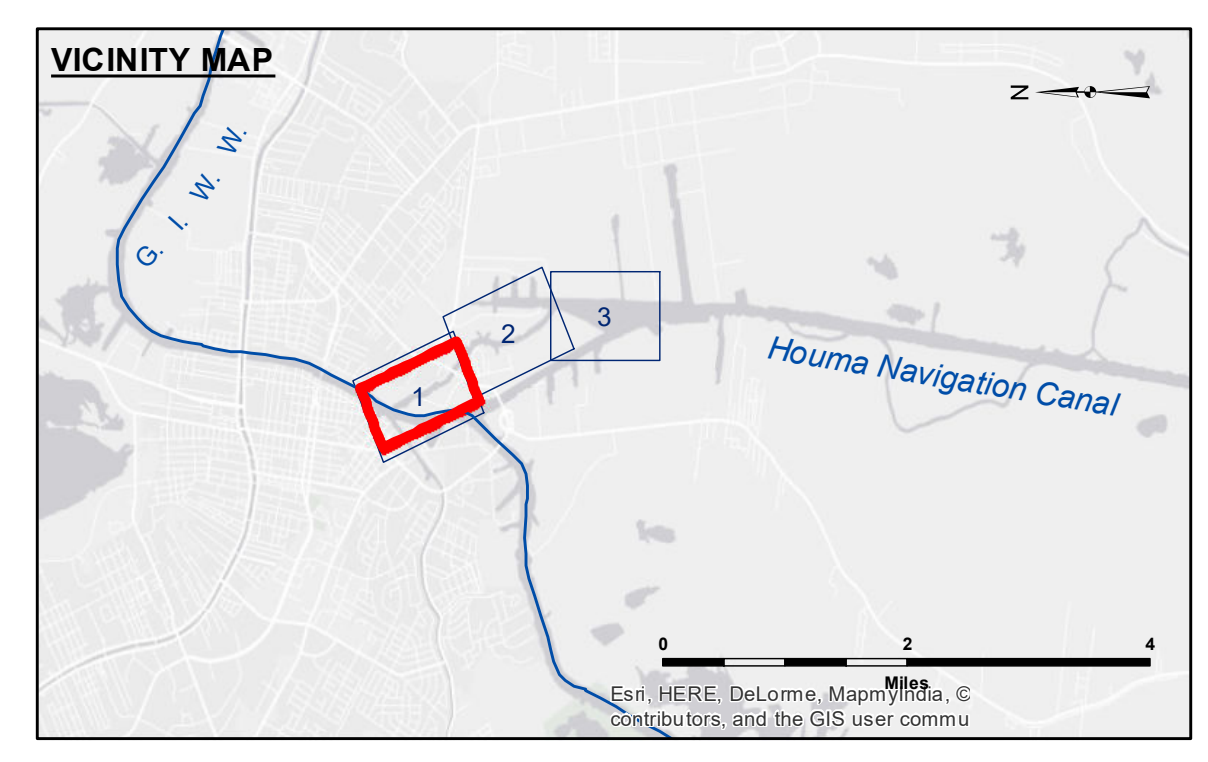 VICINITY MAP
N
G. I. W. W.
1
2
3
Houma Navigation Canal
0 2 4
Miles
Esri, HERE, DeLorme, MapmyIndia, ©
contributors, and the GIS user commu